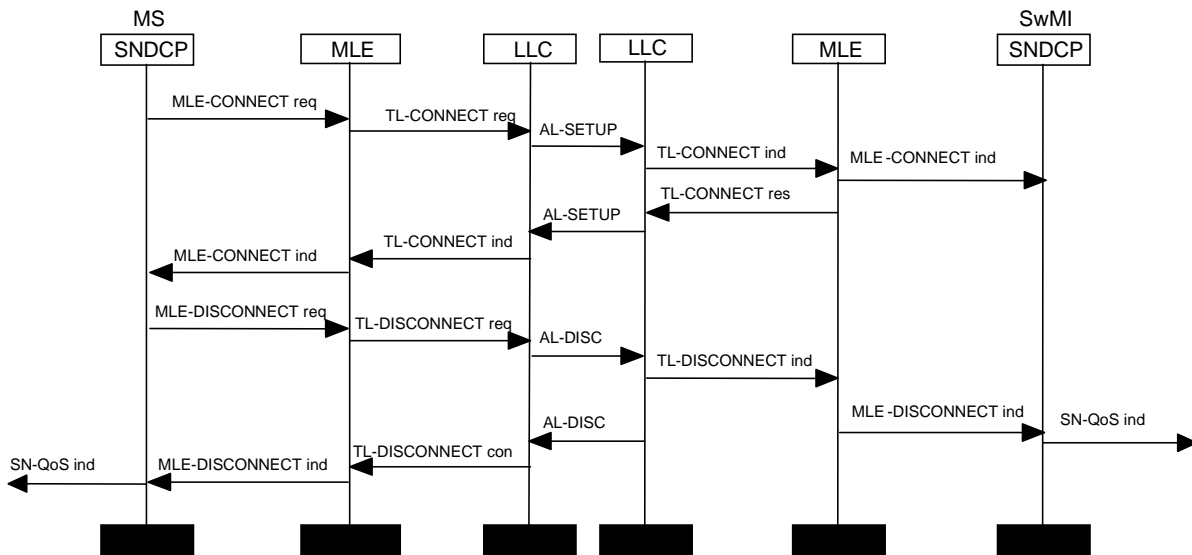 MS
SwMI
SNDCP
MLE
LLC
LLC
MLE
SNDCP
MLE-CONNECT req
TL-CONNECT req
AL-SETUP
TL-CONNECT ind
MLE-CONNECT ind
TL-CONNECT res
AL-SETUP
TL-CONNECT ind
MLE-CONNECT ind
MLE-DISCONNECT req
TL-DISCONNECT req
AL-DISC
TL-DISCONNECT ind
MLE-DISCONNECT ind
SN-QoS ind
AL-DISC
TL-DISCONNECT con
MLE-DISCONNECT ind
SN-QoS ind